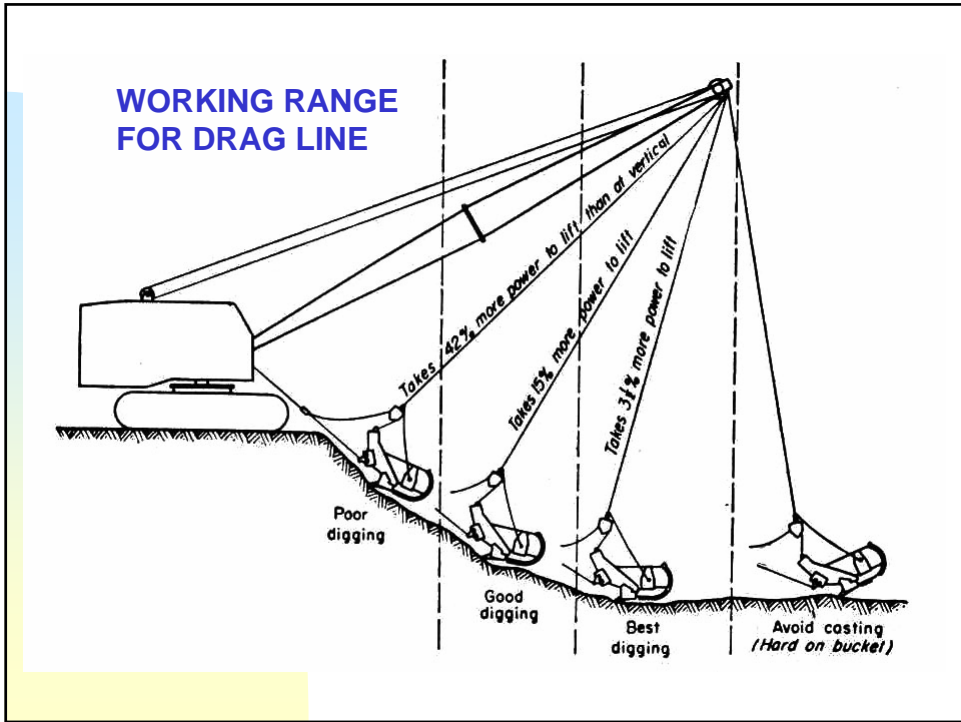 WORKING RANGE
FOR DRAG LINE
Takes 42% more power to lift than at vertical
Takes 15% more power to lift
Takes 3½% more power to lift
Poor
digging
Good
digging
Best
digging
Avoid casting
(Hard on bucket)